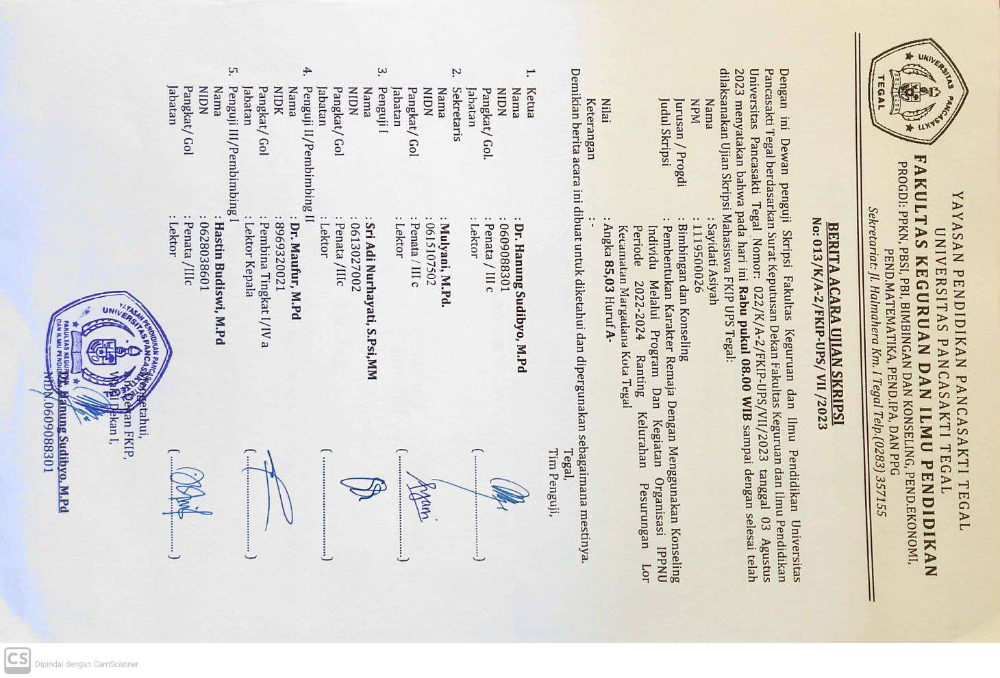 YAYASAN PENDIDIKAN PANCASAKTI TEGAL
UNIVERSITAS PANCASAKTI TEGAL
FAKULTAS KEGURUAN DAN ILMU PENDIDIKAN
PROGDI: PPKN, PBSI, PBI, BIMBINGAN DAN KONSELING, PEND.EKONOMI,
PEND.MATEMATIKA, PEND.IPA, DAN PPG
Sekretariat: Jl. Halmahera Km. 1 Tegal Telp.(0283) 357155
UNIVERSITAS PANCASAKTI
TEGAL
BERITA ACARA UJIAN SKRIPSI
No: 013/K/A-2/FKIP-UPS/ VII /2023
Dengan ini Dewan penguji Skripsi Fakultas Keguruan dan Ilmu Pendidikan Universitas
Pancasakti Tegal berdasarkan Surat Keputusan Dekan Fakultas Keguruan dan Ilmu Pendidikan
Universitas Pancasakti Tegal Nomor: 022/K/A-2/FKIP-UPS/VII/2023 tanggal 03 Agustus
2023 menyatakan bahwa pada hari ini Rabu pukul 08.00 WIB sampai dengan selesai telah
dilaksanakan Ujian Skripsi Mahasiswa FKIP UPS Tegal:
Nama : Sayidati Asiyah
NPM : 1119500026
Jurusan / Progdi : Bimbingan dan Konseling
Judul Skripsi : Pembentukan Karakter Remaja Dengan Menggunakan Konseling
Individu Melalui Program Dan Kegiatan Organisasi IPPNU
Periode 2022-2024 Ranting Kelurahan Pesurungan Lor
Kecamatan Margadana Kota Tegal
Nilai : Angka 85,03 Huruf A-
Keterangan : -
Demikian berita acara ini dibuat untuk diketahui dan dipergunakan sebagaimana mestinya.
Tegal,
Tim Penguji,
1. Ketua
Nama : Dr. Hanung Sudibyo, M.Pd
NIDN : 0609088301
Pangkat/ Gol. : Penata / III c
Jabatan : Lektor (..........................)
2. Sekretaris
Nama : Mulyani, M.Pd.
NIDN : 0615107502
Pangkat/ Gol : Penata / III c
Jabatan : Lektor (..........................)
3. Penguji I
Nama : Sri Adi Nurhayati, S.Psi,MM
NIDN : 0613027002
Pangkat/ Gol : Penata /IIIc
Jabatan : Lektor (..........................)
4. Penguji II/Pembimbing II
Nama : Dr. Maufur, M.Pd
NIDK : 8969320021
Pangkat/ Gol : Pembina Tingkat I/IV a
Jabatan : Lektor Kepala (..........................)
5. Penguji III/Pembimbing I
Nama : Hastin Budiswi, M.Pd
NIDN : 0628038601
Pangkat/ Gol : Penata /IIIc
Jabatan : Lektor (..........................)
Mengetahui,
Dekan FKIP,
Wakil Dekan I,
Hanung Sudibyo, M.Pd
NIDN.0609088301
YAYASAN PENDIDIKAN PANCASAKTI
UNIVERSITAS PANCASAKTI
FAKULTAS KEGURUAN
DAN ILMU PENDIDIKAN
CS Dipindai dengan CamScanner